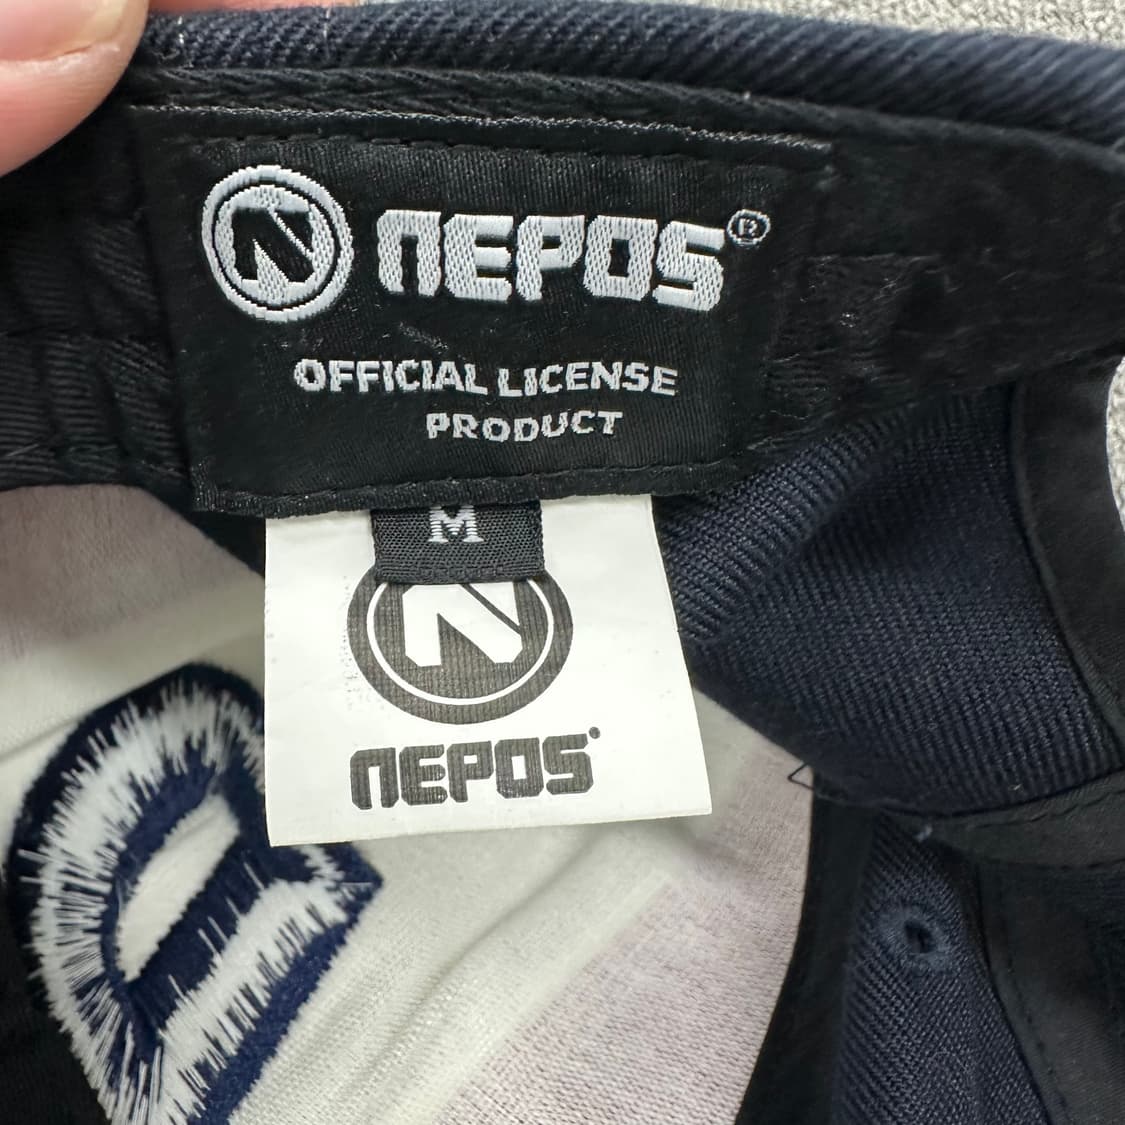 NEPOS®
OFFICIAL LICENSE
PRODUCT
M
NEPOS